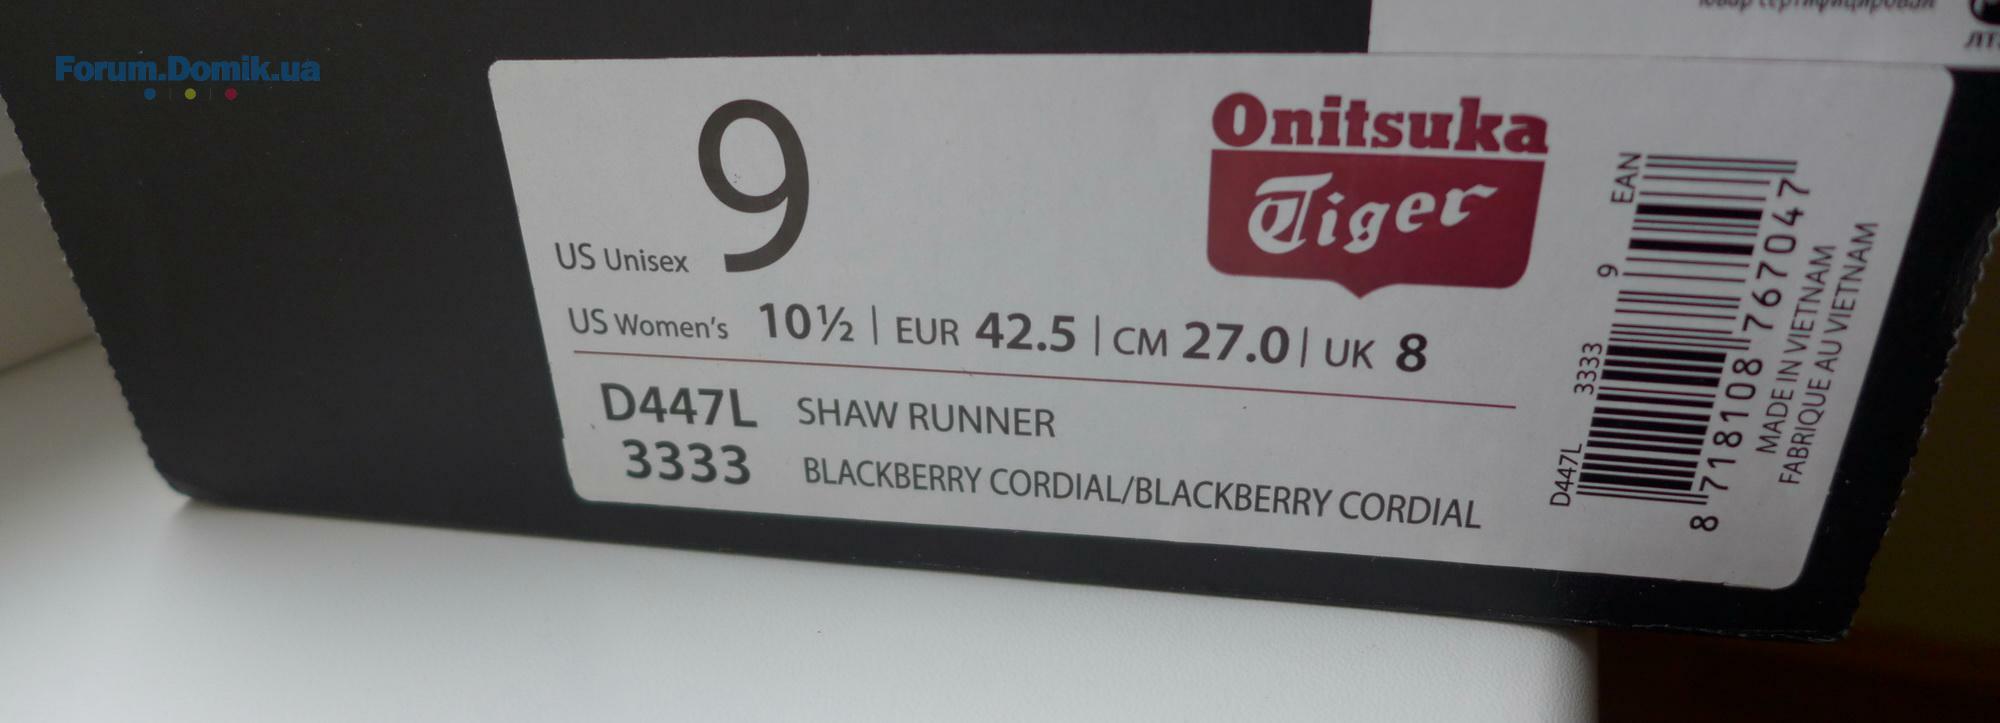 Forum.Domik.ua
товар сертифицирован
Onitsuka
Tiger
US Unisex 9
US Women's 10½ | EUR 42.5 | CM 27.0 | UK 8
D447L SHAW RUNNER
3333 BLACKBERRY CORDIAL/BLACKBERRY CORDIAL
D447L 3333 9 EAN
8 718108 767047
MADE IN VIETNAM
FABRIQUE AU VIETNAM